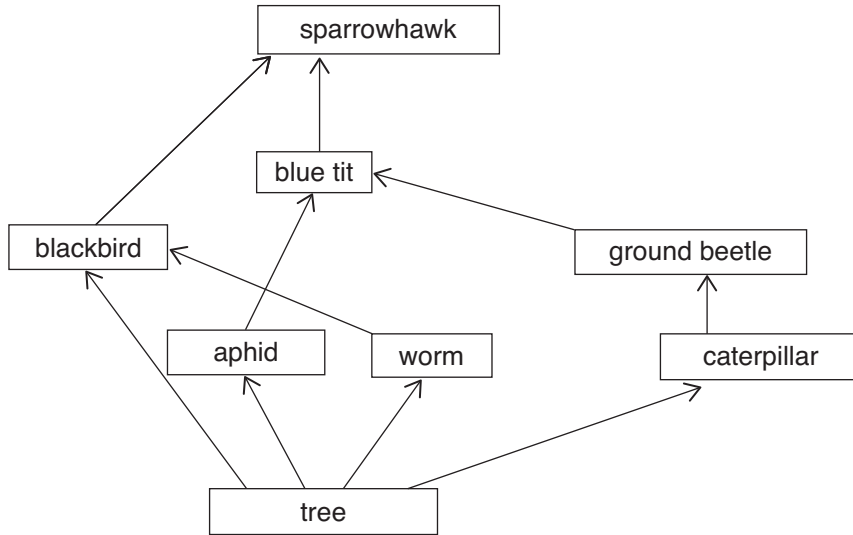 sparrowhawk
blue tit
blackbird
ground beetle
aphid
worm
caterpillar
tree